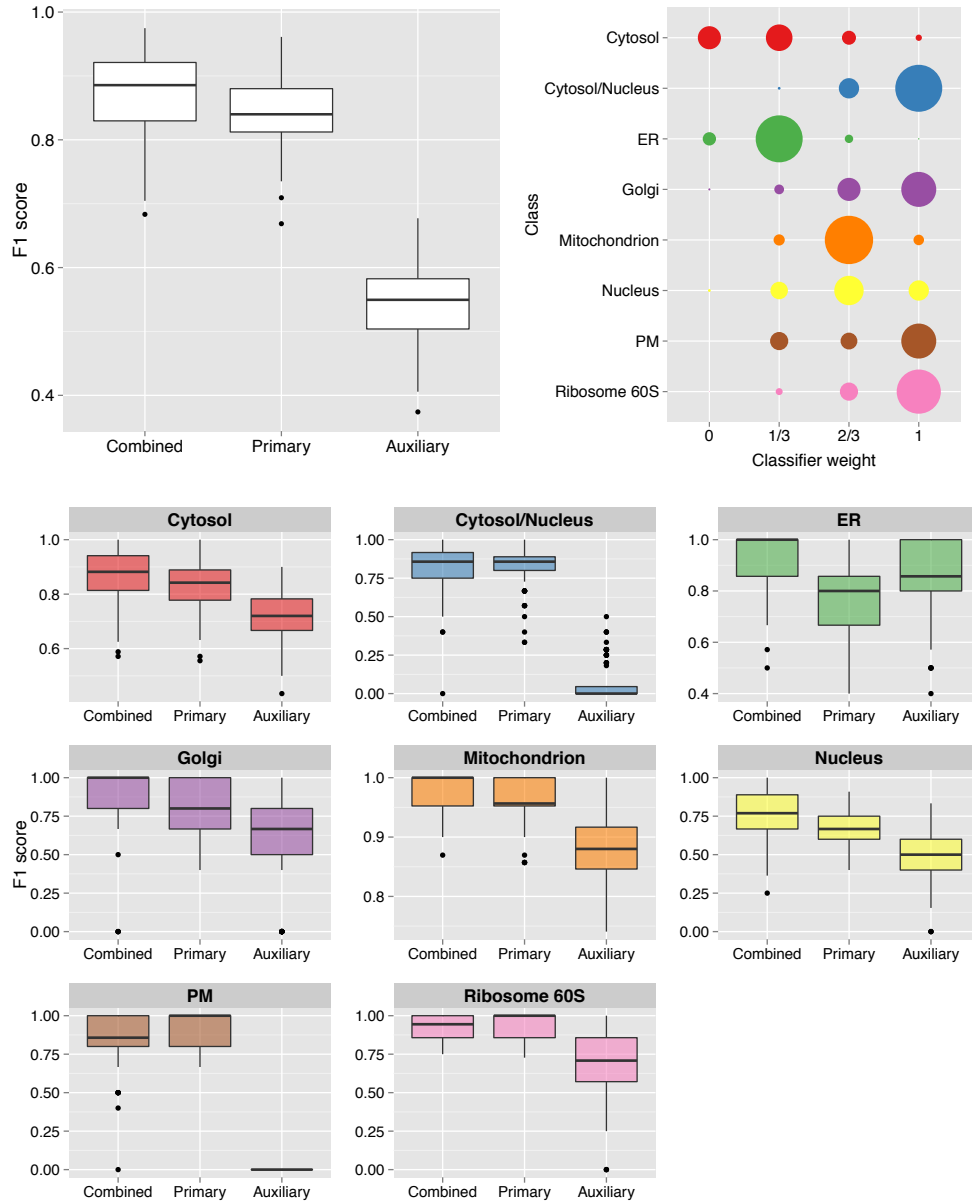 F1 score
1.0
0.8
0.6
0.4
Combined Primary Auxiliary
Class
Cytosol
Cytosol/Nucleus
ER
Golgi
Mitochondrion
Nucleus
PM
Ribosome 60S
0 1/3 2/3 1
Classifier weight
F1 score
Cytosol
1.0
0.8
0.6
Combined Primary Auxiliary
Cytosol/Nucleus
1.00
0.75
0.50
0.25
0.00
Combined Primary Auxiliary
ER
1.0
0.8
0.6
0.4
Combined Primary Auxiliary
Golgi
1.00
0.75
0.50
0.25
0.00
Combined Primary Auxiliary
Mitochondrion
1.0
0.9
0.8
Combined Primary Auxiliary
Nucleus
1.00
0.75
0.50
0.25
0.00
Combined Primary Auxiliary
PM
1.00
0.75
0.50
0.25
0.00
Combined Primary Auxiliary
Ribosome 60S
1.00
0.75
0.50
0.25
0.00
Combined Primary Auxiliary